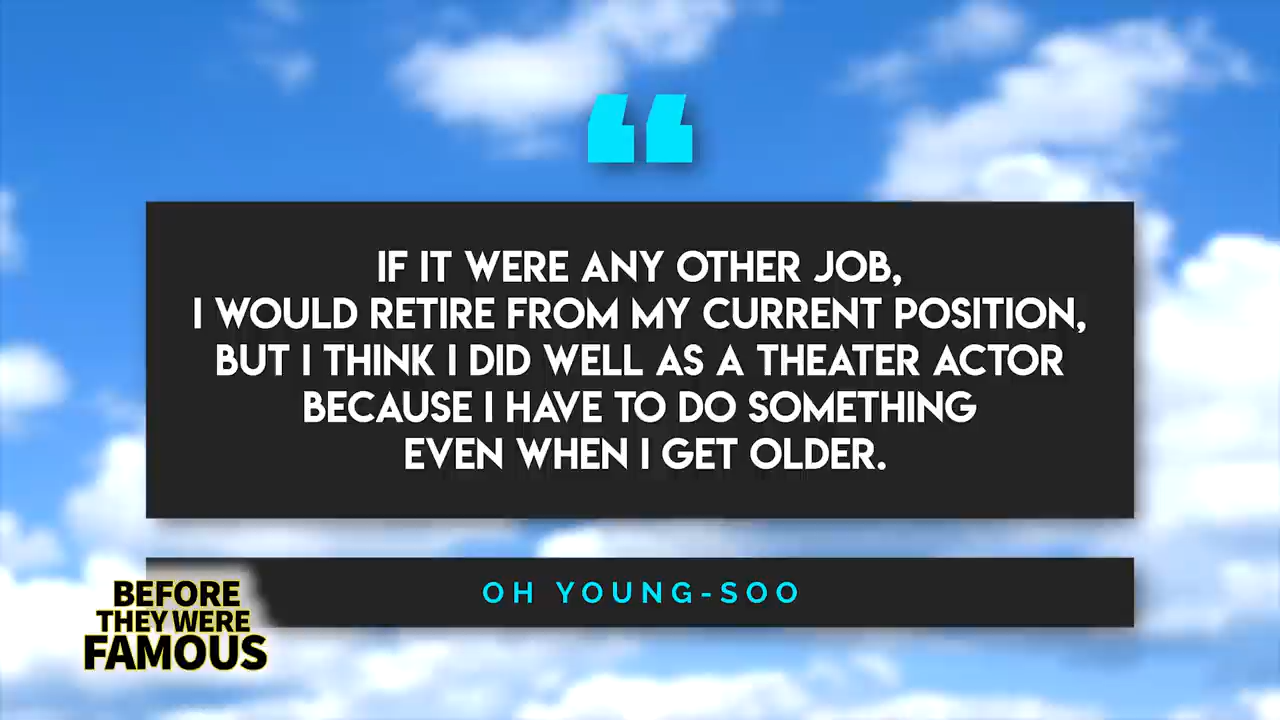 “
IF IT WERE ANY OTHER JOB,
I WOULD RETIRE FROM MY CURRENT POSITION,
BUT I THINK I DID WELL AS A THEATER ACTOR
BECAUSE I HAVE TO DO SOMETHING
EVEN WHEN I GET OLDER.
OH YOUNG-SOO
BEFORE
THEY WERE
FAMOUS